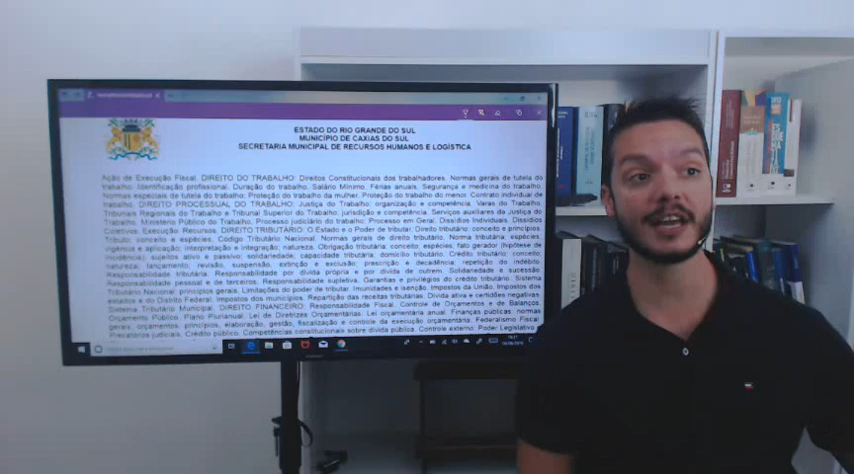 ESTADO DO RIO GRANDE DO SUL
MUNICÍPIO DE CAXIAS DO SUL
SECRETARIA MUNICIPAL DE RECURSOS HUMANOS E LOGÍSTICA
Ação de Execução Fiscal. DIREITO DO TRABALHO: Direitos Constitucionais dos trabalhadores. Normas gerais de tutela do
trabalho. Identificação profissional. Duração do trabalho. Salário Mínimo. Férias anuais. Segurança e medicina do trabalho.
Normas especiais de tutela do trabalho: Proteção do trabalho da mulher. Proteção do trabalho do menor. Contrato individual de
trabalho. DIREITO PROCESSUAL DO TRABALHO: Justiça do Trabalho: organização e competência. Varas do Trabalho,
Tribunais Regionais do Trabalho e Tribunal Superior do Trabalho: jurisdição e competência. Serviços auxiliares da Justiça do
Trabalho. Ministério Público do Trabalho. Processo judiciário do trabalho: Processo em Geral. Dissídios Individuais. Dissídios
Coletivos. Execução. Recursos. DIREITO TRIBUTÁRIO: O Estado e o Poder de tributar. Direito tributário: conceito e princípios.
Tributo: conceito e espécies. Código Tributário Nacional. Normas gerais de direito tributário. Norma tributária: espécies;
vigência e aplicação; interpretação e integração; natureza. Obrigação tributária: conceito; espécies; fato gerador (hipótese de
incidência); sujeitos ativo e passivo; solidariedade; capacidade tributária; domicílio tributário. Crédito tributário: conceito;
natureza; lançamento; revisão, suspensão, extinção e exclusão; prescrição e decadência; repetição do indébito.
Responsabilidade tributária. Responsabilidade por dívida própria e por dívida de outrem. Solidariedade e sucessão.
Responsabilidade pessoal e de terceiros. Responsabilidade supletiva. Garantias e privilégios do crédito tributário. Sistema
Tributário Nacional: princípios gerais. Limitações do poder de tributar. Imunidades e isenção. Impostos da União. Impostos dos
estados e do Distrito Federal. Impostos dos municípios. Repartição das receitas tributárias. Dívida ativa e certidões negativas.
Sistema Tributário Municipal. DIREITO FINANCEIRO: Responsabilidade Fiscal. Controle de Orçamentos e de Balanços.
Orçamento Público. Plano Plurianual. Lei de Diretrizes Orçamentárias. Lei orçamentária anual. Finanças públicas: normas
gerais, orçamentos, princípios, elaboração, gestão, fiscalização e controle da execução orçamentária. Federalismo Fiscal.
Precatórios judiciais. Crédito público. Competências constitucionais sobre dívida pública. Controle externo: Poder Legislativo